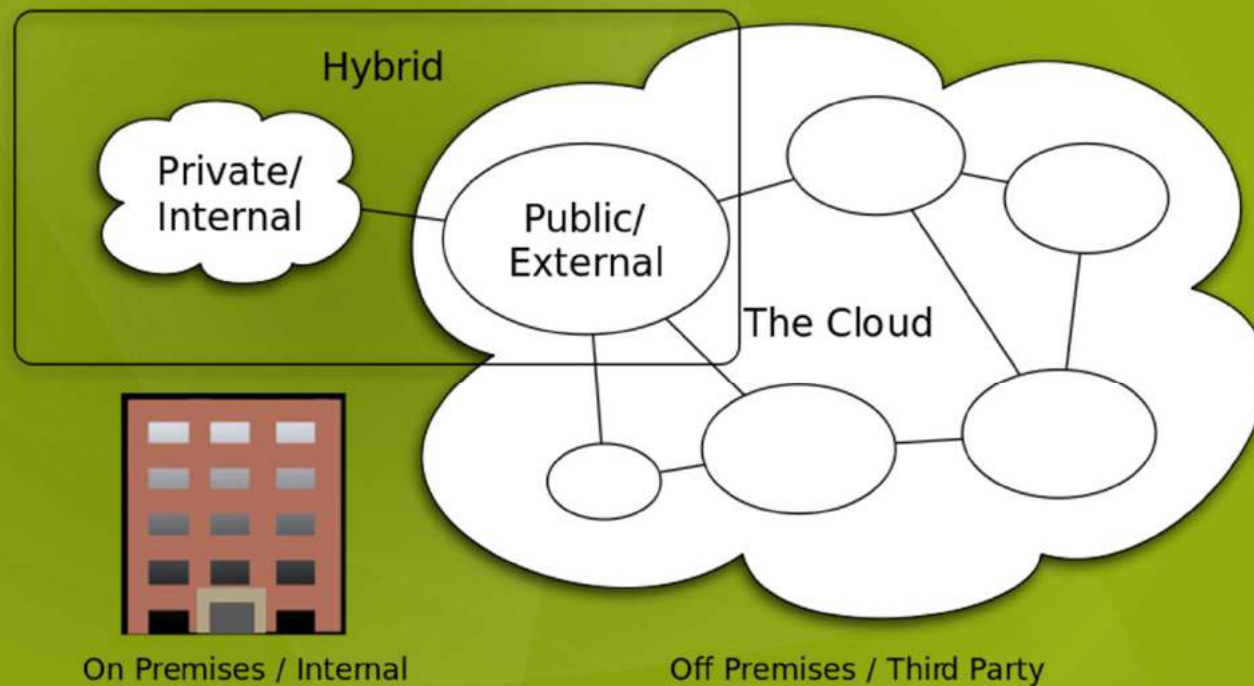 Hybrid
Private/
Internal
Public/
External
The Cloud
On Premises / Internal
Off Premises / Third Party